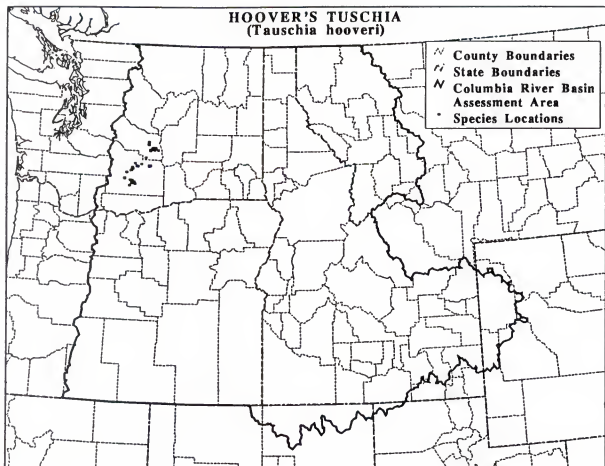 HOOVER'S TUSCHIA
(Tauschia hooveri)
County Boundaries
State Boundaries
Columbia River Basin
Assessment Area
Species Locations